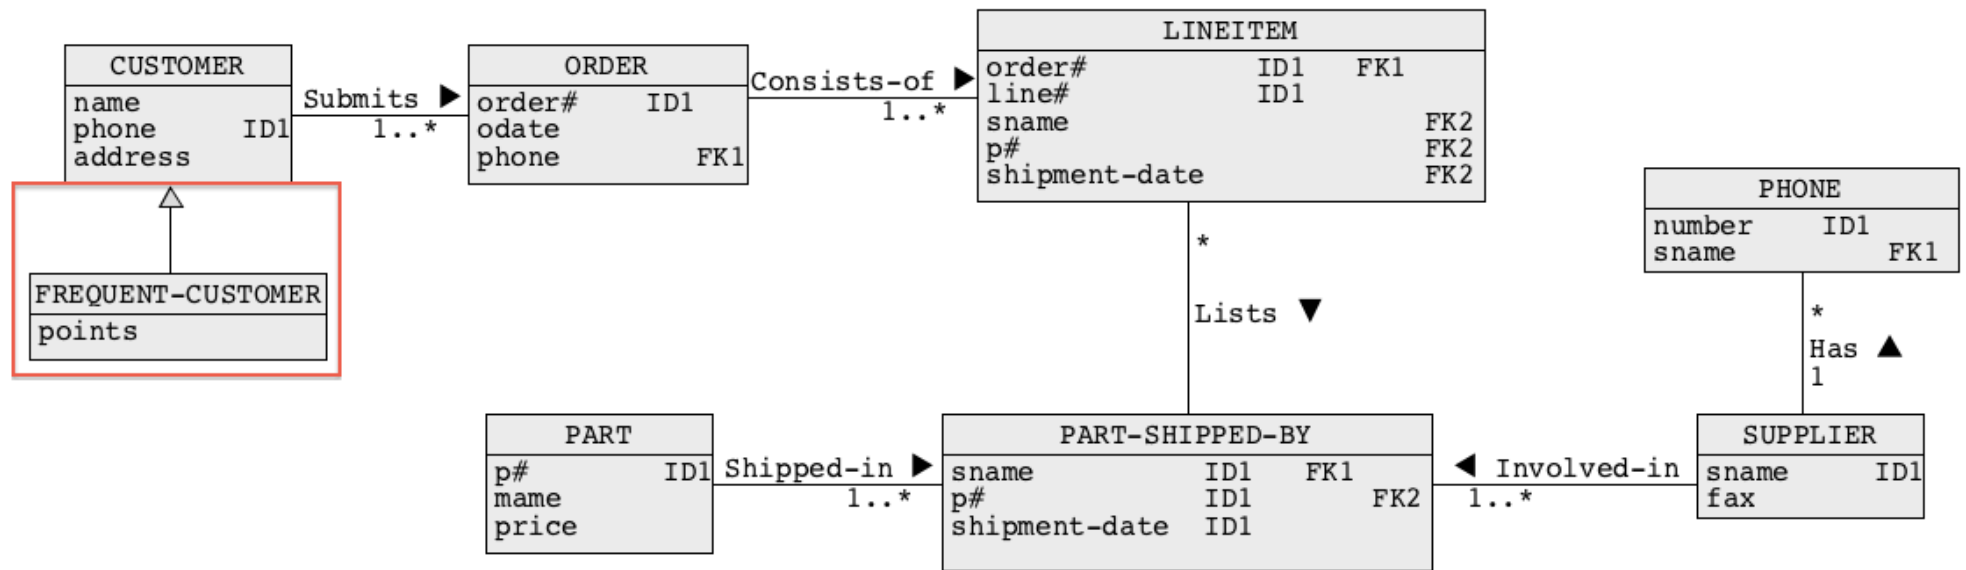 CUSTOMER
name
phone ID1
address
Submits ▶
1..*
ORDER
order# ID1
odate
phone FK1
Consists-of ▶
1..*
LINEITEM
order# ID1 FK1
line# ID1
sname FK2
p# FK2
shipment-date FK2
FREQUENT-CUSTOMER
points
*
Lists ▼
PHONE
number ID1
sname FK1
*
Has ▲
1
PART
p# ID1
mame
price
Shipped-in ▶
1..*
PART-SHIPPED-BY
sname ID1 FK1
p# ID1 FK2
shipment-date ID1
◀ Involved-in
1..*
SUPPLIER
sname ID1
fax